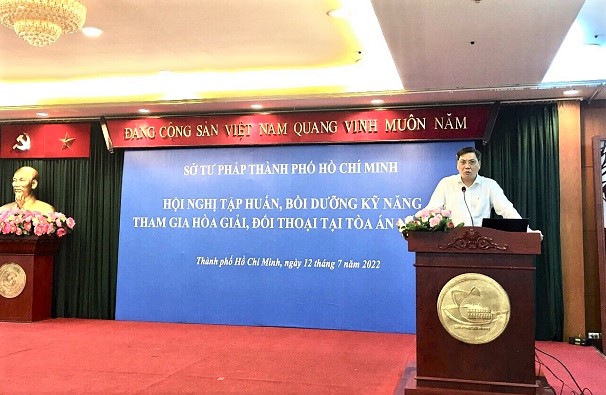 ĐẢNG CỘNG SẢN VIỆT NAM QUANG VINH MUÔN NĂM
SỞ TƯ PHÁP THÀNH PHỐ HỒ CHÍ MINH
HỘI NGHỊ TẬP HUẤN, BỒI DƯỠNG KỸ NĂNG
THAM GIA HÒA GIẢI, ĐỐI THOẠI TẠI TÒA ÁN
Thành phố Hồ Chí Minh, ngày 12 tháng 7 năm 2022